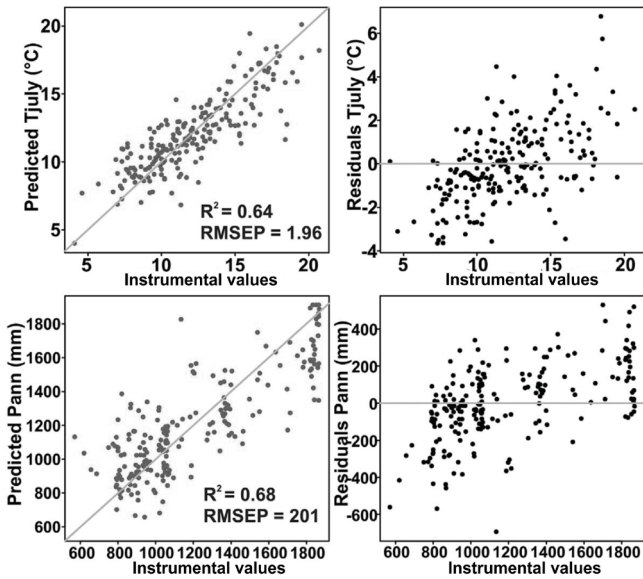 20
15
10
5
Predicted Tjuly (°C)
R² = 0.64
RMSEP = 1.96
5 10 15 20
Instrumental values
6
4
2
0
-2
-4
Residuals Tjuly (°C)
5 10 15 20
Instrumental values
1800
1600
1400
1200
1000
800
600
Predicted Pann (mm)
R² = 0.68
RMSEP = 201
600 800 1000 1200 1400 1600 1800
Instrumental values
400
200
0
-200
-400
-600
Residuals Pann (mm)
600 800 1000 1200 1400 1600 1800
Instrumental values